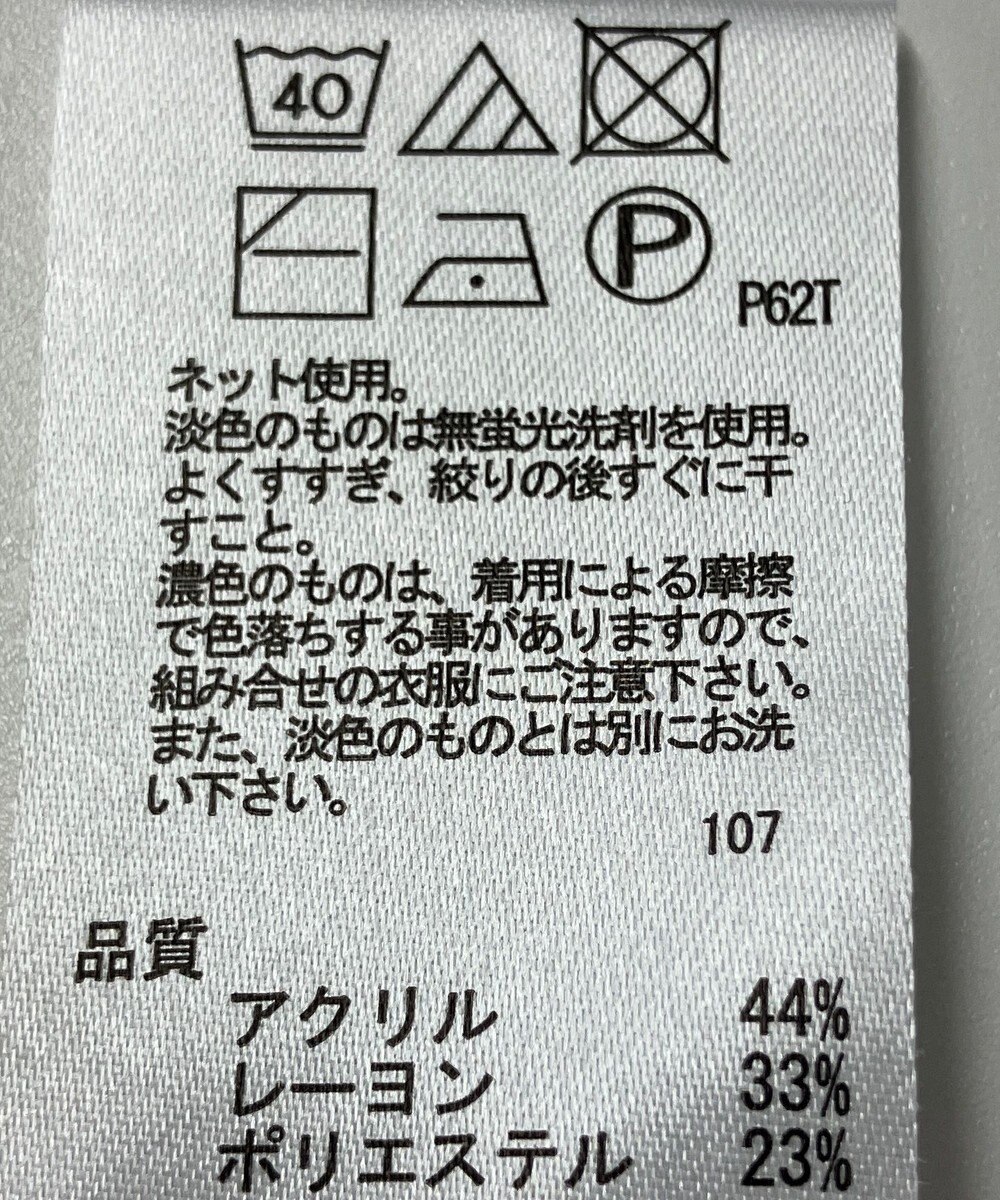 40
P
P62T
ネット使用。
淡色のものは無蛍光洗剤を使用。
よくすすぎ、絞りの後すぐに干
すこと。
濃色のものは、着用による摩擦
で色落ちする事がありますので、
組み合せの衣服にご注意下さい。
また、淡色のものとは別にお洗
い下さい。
107
品質
アクリル 44%
レーヨン 33%
ポリエステル 23%